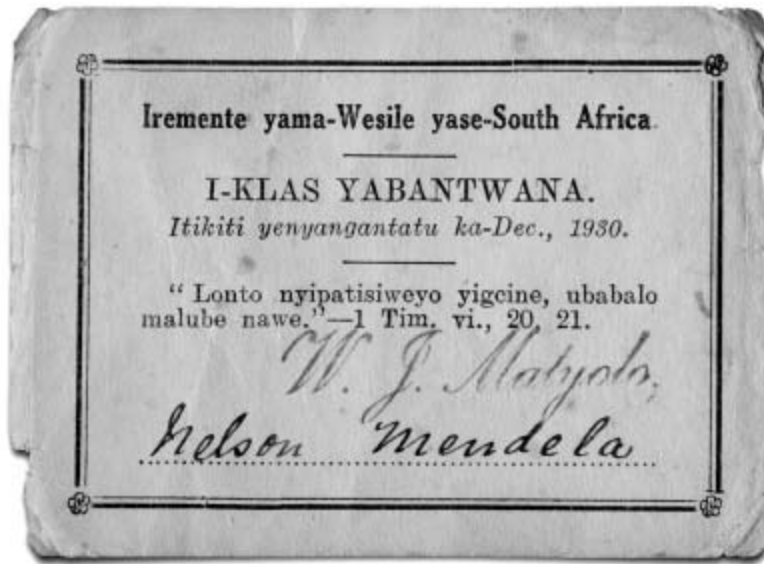 Iremente yama-Wesile yase-South Africa.
I-KLAS YABANTWANA.
Itikiti yenyangantatu ka-Dec., 1930.
“ Lonto nyipatisiweyo yigcine, ubabalo
malube nawe.”—1 Tim. vi., 20, 21.
W. J. Matyolo.
Nelson Mendela